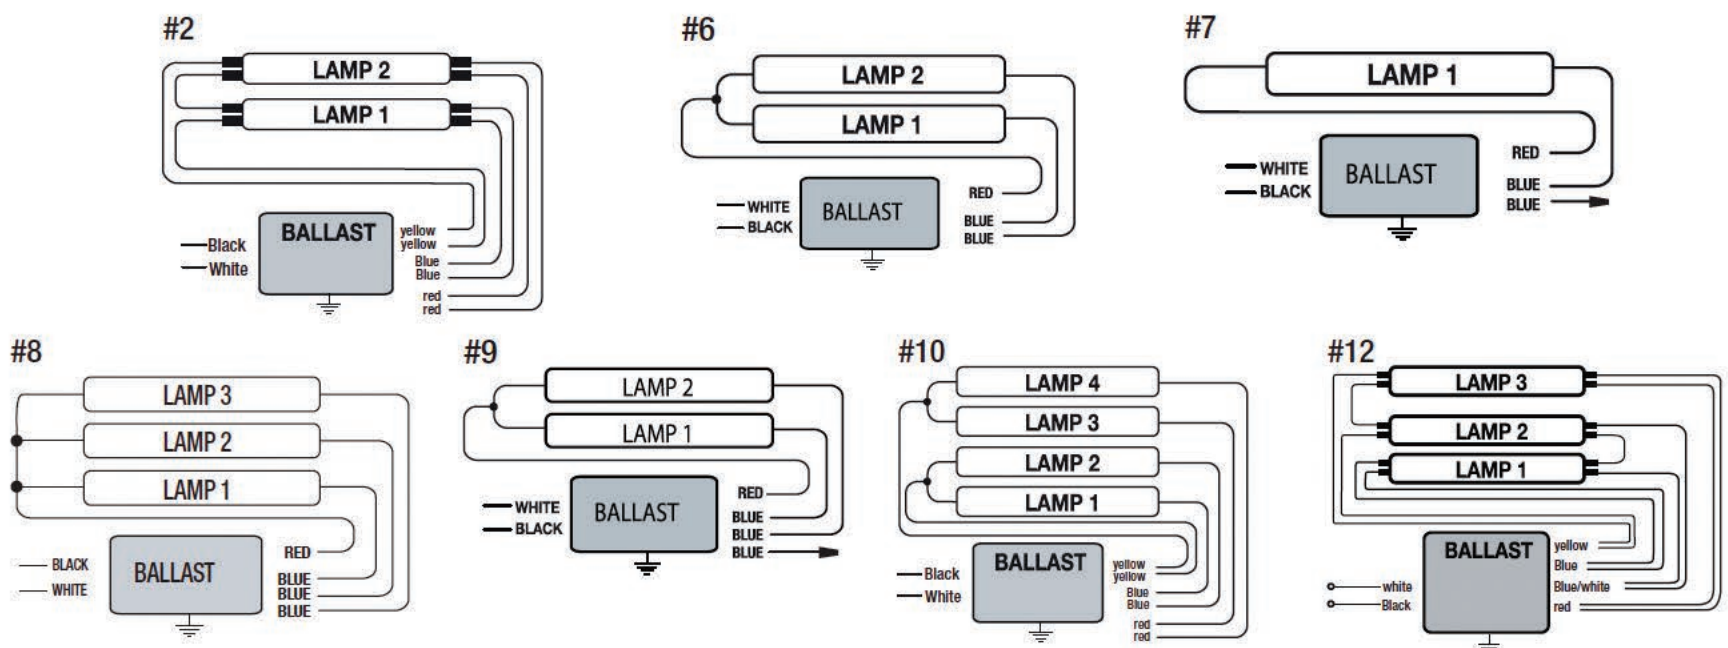 #2
LAMP 2
LAMP 1
BALLAST
Black
White
yellow
yellow
Blue
Blue
red
red
#6
LAMP 2
LAMP 1
WHITE
BLACK
BALLAST
RED
BLUE
BLUE
#7
LAMP 1
WHITE
BLACK
BALLAST
RED
BLUE
BLUE
#8
LAMP 3
LAMP 2
LAMP 1
BLACK
WHITE
BALLAST
RED
BLUE
BLUE
BLUE
#9
LAMP 2
LAMP 1
WHITE
BLACK
BALLAST
RED
BLUE
BLUE
BLUE
#10
LAMP 4
LAMP 3
LAMP 2
LAMP 1
Black
White
BALLAST
yellow
yellow
Blue
Blue
red
red
#12
LAMP 3
LAMP 2
LAMP 1
white
Black
BALLAST
yellow
Blue
Blue/white
red